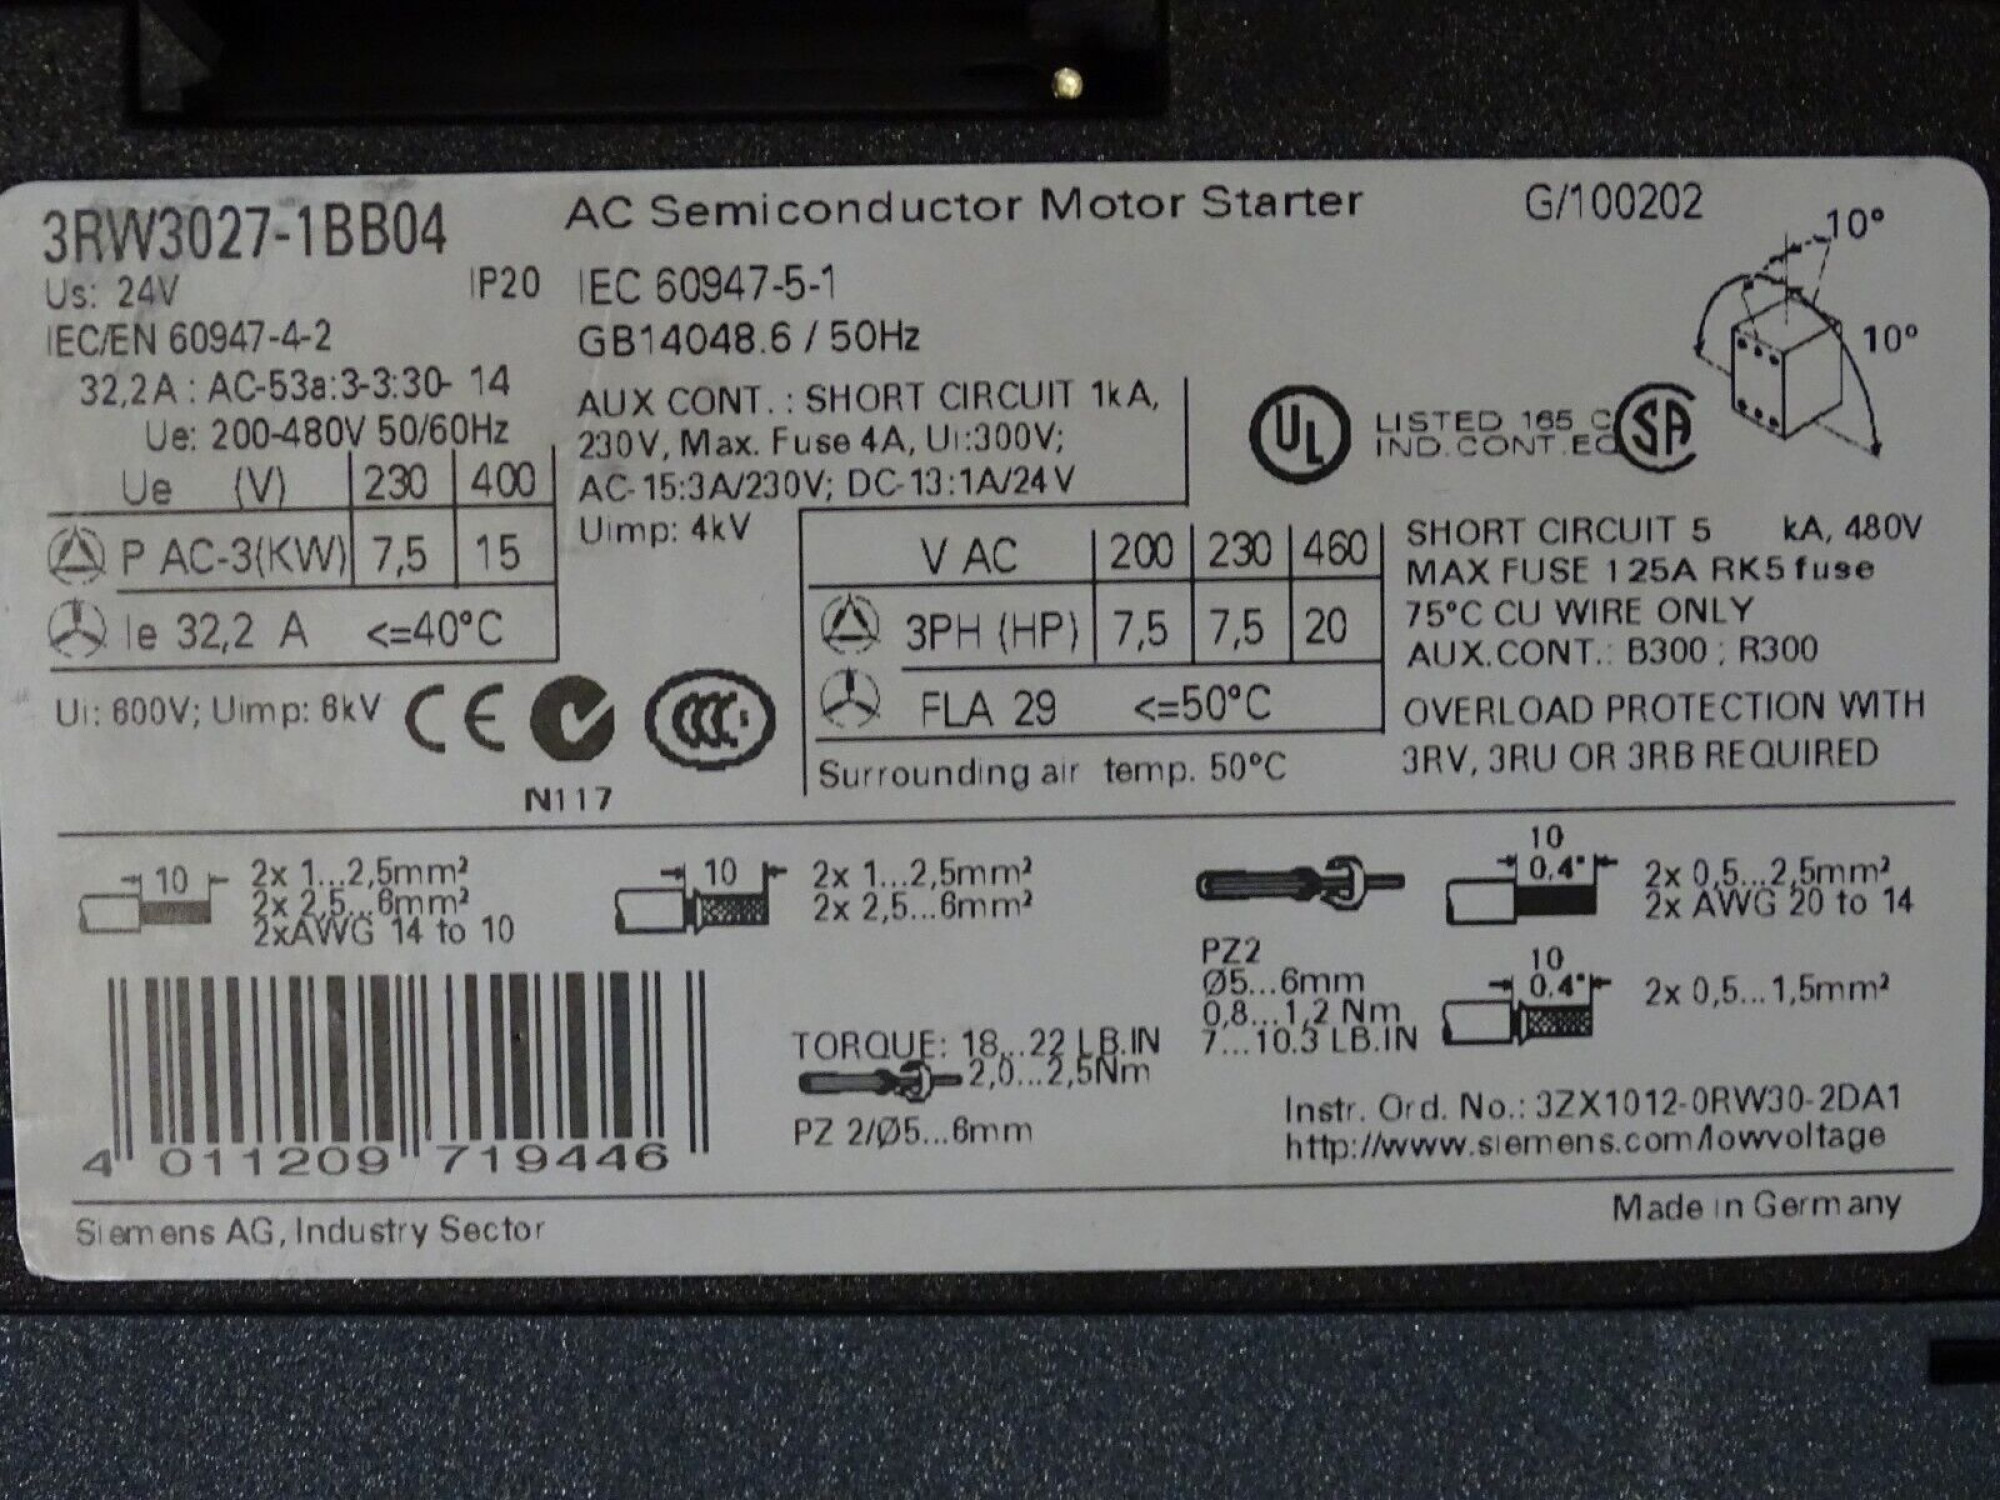 3RW3027-1BB04
AC Semiconductor Motor Starter
G/100202
Us: 24V
IP20
IEC/EN 60947-4-2
32,2A : AC-53a:3-3:30- 14
Ue: 200-480V 50/60Hz
Ue (V) 230 400
P AC-3(KW) 7,5 15
Ie 32,2 A <=40°C
Ui: 600V; Uimp: 6kV
CE
N117
CCC S
IEC 60947-5-1
GB14048.6 / 50Hz
AUX CONT. : SHORT CIRCUIT 1kA,
230V, Max. Fuse 4A, Ui:300V;
AC-15:3A/230V; DC-13:1A/24V
Uimp: 4kV
V AC 200 230 460
3PH (HP) 7,5 7,5 20
FLA 29 <=50°C
Surrounding air temp. 50°C
10°
10°
UL
LISTED 165 C
IND.CONT.EQ
SA
SHORT CIRCUIT 5 kA, 480V
MAX FUSE 125A RK5 fuse
75°C CU WIRE ONLY
AUX.CONT.: B300 ; R300
OVERLOAD PROTECTION WITH
3RV, 3RU OR 3RB REQUIRED
10
2x 1...2,5mm²
2x 2,5...6mm²
2xAWG 14 to 10
10
2x 1...2,5mm²
2x 2,5...6mm²
TORQUE: 18...22 LB.IN
2,0...2,5Nm
PZ 2/Ø5...6mm
PZ2
Ø5...6mm
0,8...1,2 Nm
7...10.3 LB.IN
10
0,4"
2x 0,5...2,5mm²
2x AWG 20 to 14
10
0.4"
2x 0,5...1,5mm²
4 011209 719446
Instr. Ord. No.: 3ZX1012-0RW30-2DA1
http://www.siemens.com/lowvoltage
Siemens AG, Industry Sector
Made in Germany